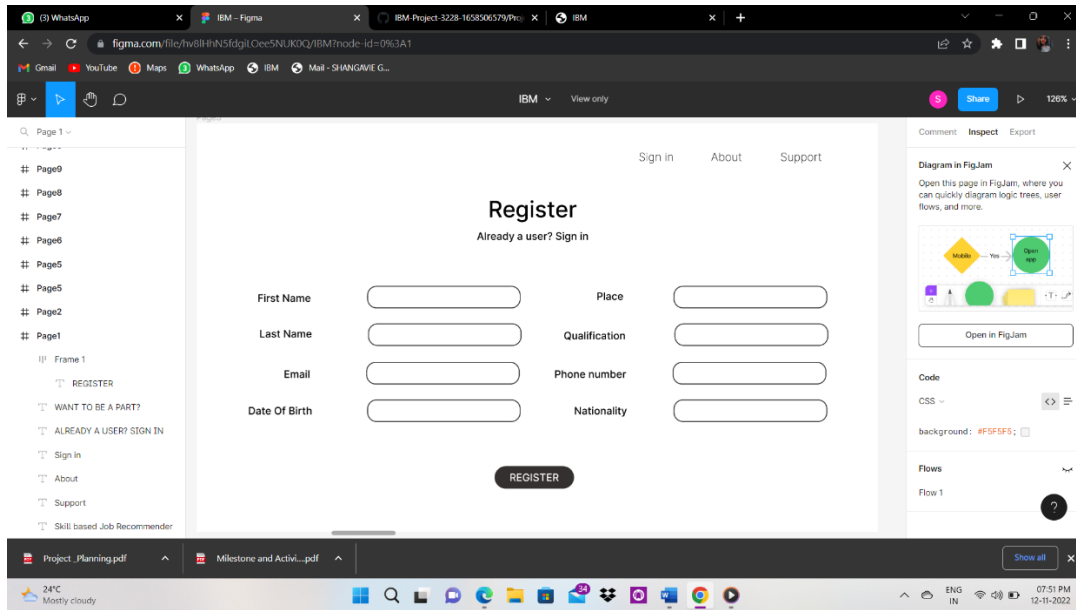 (3) WhatsApp
IBM – Figma
IBM-Project-3228-1658506579/Proj
IBM
figma.com/file/hv8lHhN5fdgiLOee5NUK0Q/IBM?node-id=0%3A1
Gmail YouTube Maps WhatsApp IBM Mail - SHANGAVIE G...
IBM View only
S Share 126%
Page 1
Page9
Page8
Page7
Page6
Page5
Page5
Page2
Page1
Frame 1
REGISTER
WANT TO BE A PART?
ALREADY A USER? SIGN IN
Sign in
About
Support
Skill based Job Recommender
Sign in About Support
Register
Already a user? Sign in
First Name Place
Last Name Qualification
Email Phone number
Date Of Birth Nationality
REGISTER
Comment Inspect Export
Diagram in FigJam
Open this page in FigJam, where you
can quickly diagram logic trees, user
flows, and more.
Mobile Yes Open
app
Open in FigJam
Code
CSS
background: #F5F5F5;
Flows
Flow 1
?
Project _Planning.pdf Milestone and Activi....pdf Show all
24°C
Mostly cloudy
34
ENG
IN
07:51 PM
12-11-2022